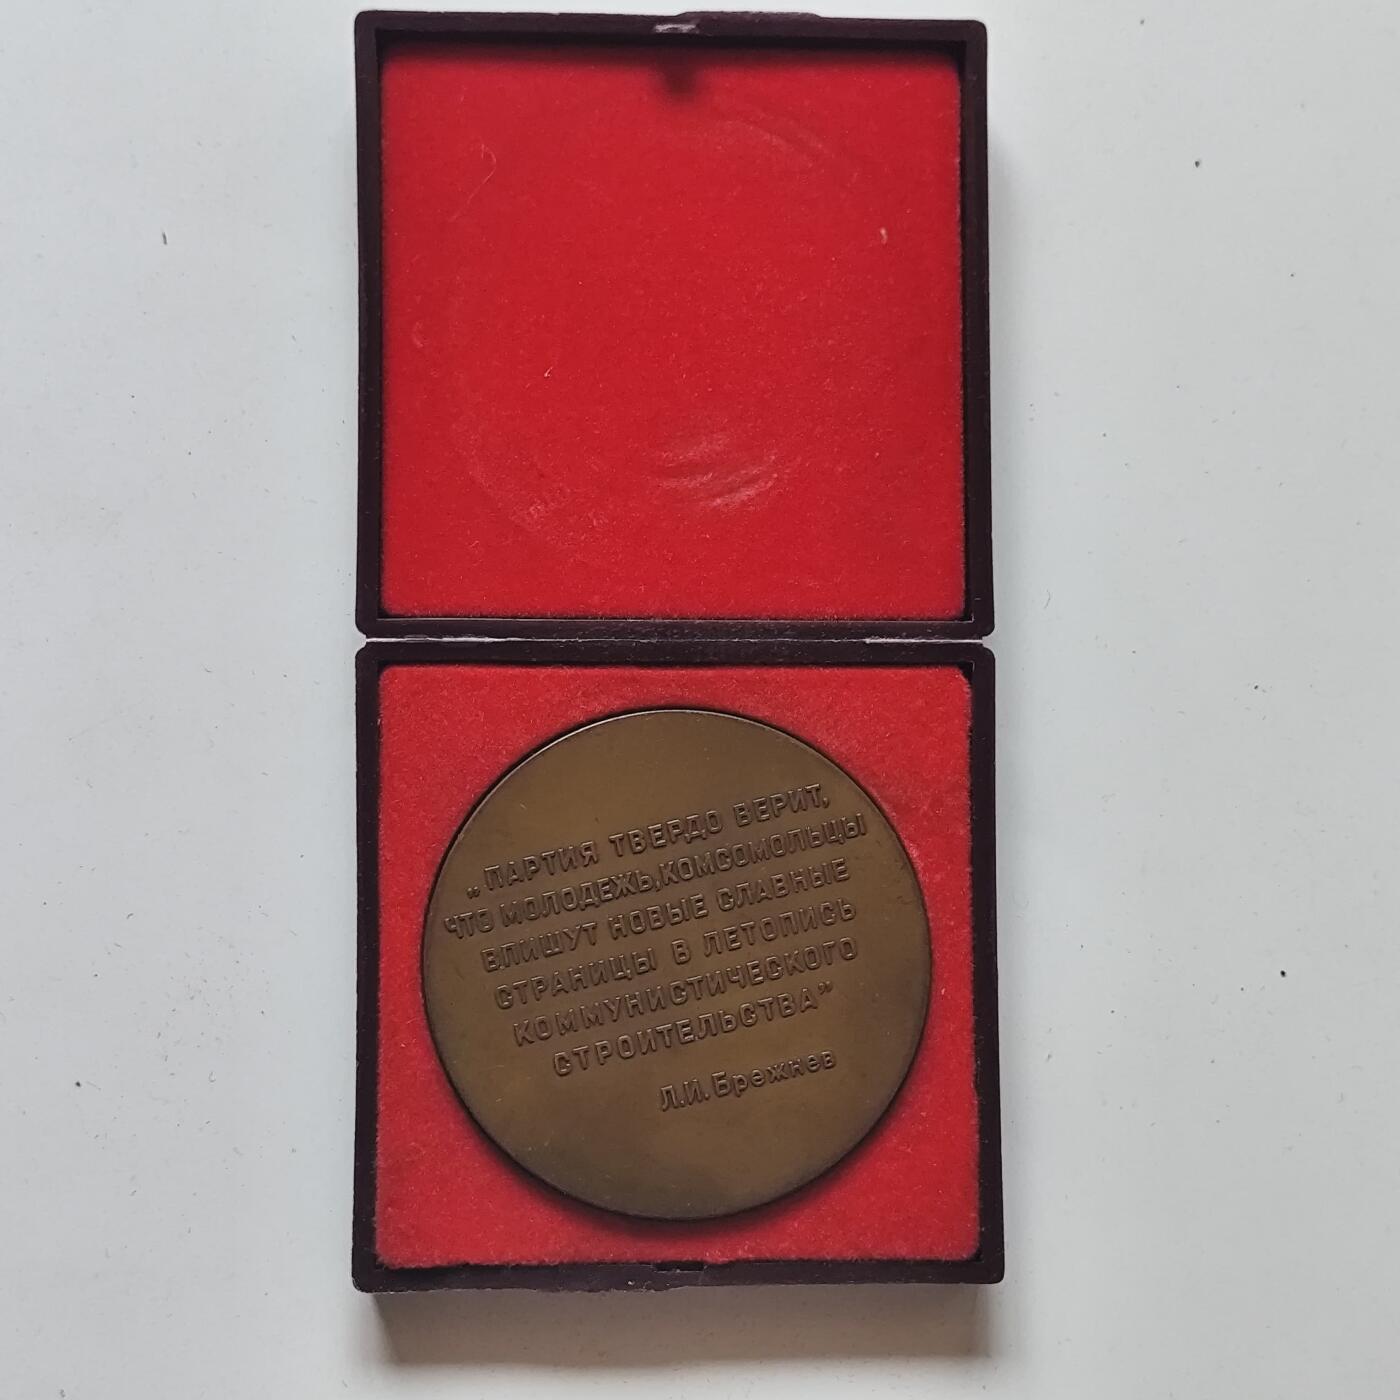 „ПАРТИЯ ТВЕРДО ВЕРИТ,
ЧТО МОЛОДЕЖЬ, КОМСОМОЛЬЦЫ
ВПИШУТ НОВЫЕ СЛАВНЫЕ
СТРАНИЦЫ В ЛЕТОПИСЬ
КОММУНИСТИЧЕСКОГО
СТРОИТЕЛЬСТВА”
Л.И. Брежнев